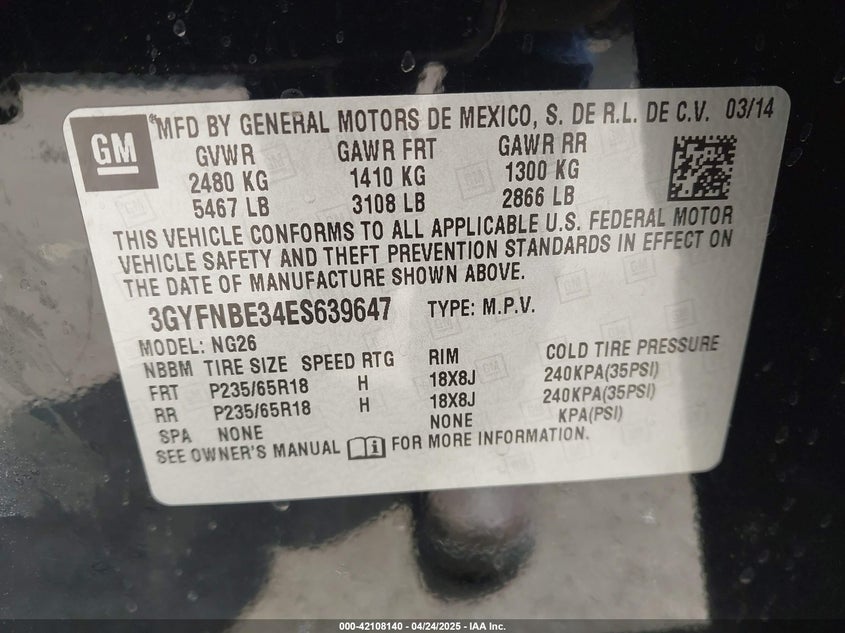 GM
MFD BY GENERAL MOTORS DE MEXICO, S. DE R.L. DE C.V. 03/14
GVWR GAWR FRT GAWR RR
2480 KG 1410 KG 1300 KG
5467 LB 3108 LB 2866 LB
THIS VEHICLE CONFORMS TO ALL APPLICABLE U.S. FEDERAL MOTOR
VEHICLE SAFETY AND THEFT PREVENTION STANDARDS IN EFFECT ON
THE DATE OF MANUFACTURE SHOWN ABOVE.
3GYFNBE34ES639647 TYPE: M.P.V.
MODEL: NG26
NBBM TIRE SIZE SPEED RTG RIM COLD TIRE PRESSURE
FRT P235/65R18 H 18X8J 240KPA(35PSI)
RR P235/65R18 H 18X8J 240KPA(35PSI)
SPA NONE NONE KPA(PSI)
SEE OWNER'S MANUAL FOR MORE INFORMATION.
000-42108140 - 04/24/2025 - IAA Inc.